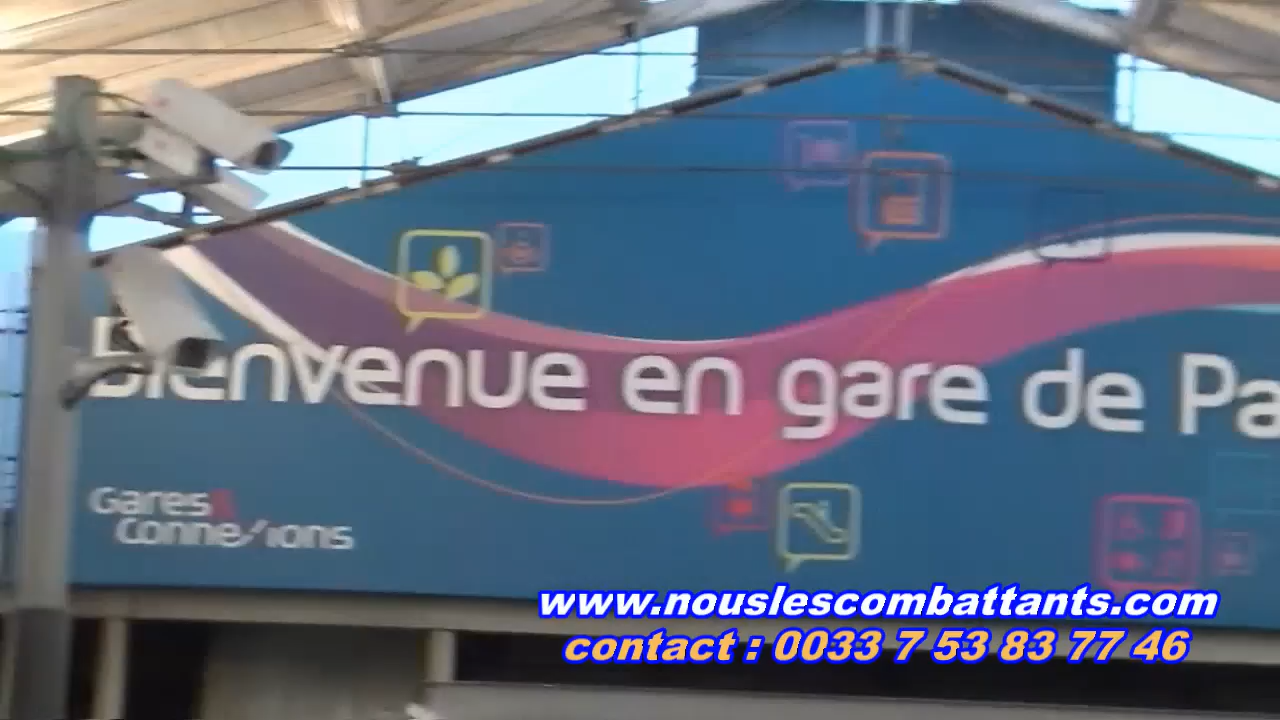 Bienvenue en gare de Pa
Gares &
Connexions
www.nouslescombattants.com
contact : 0033 7 53 83 77 46